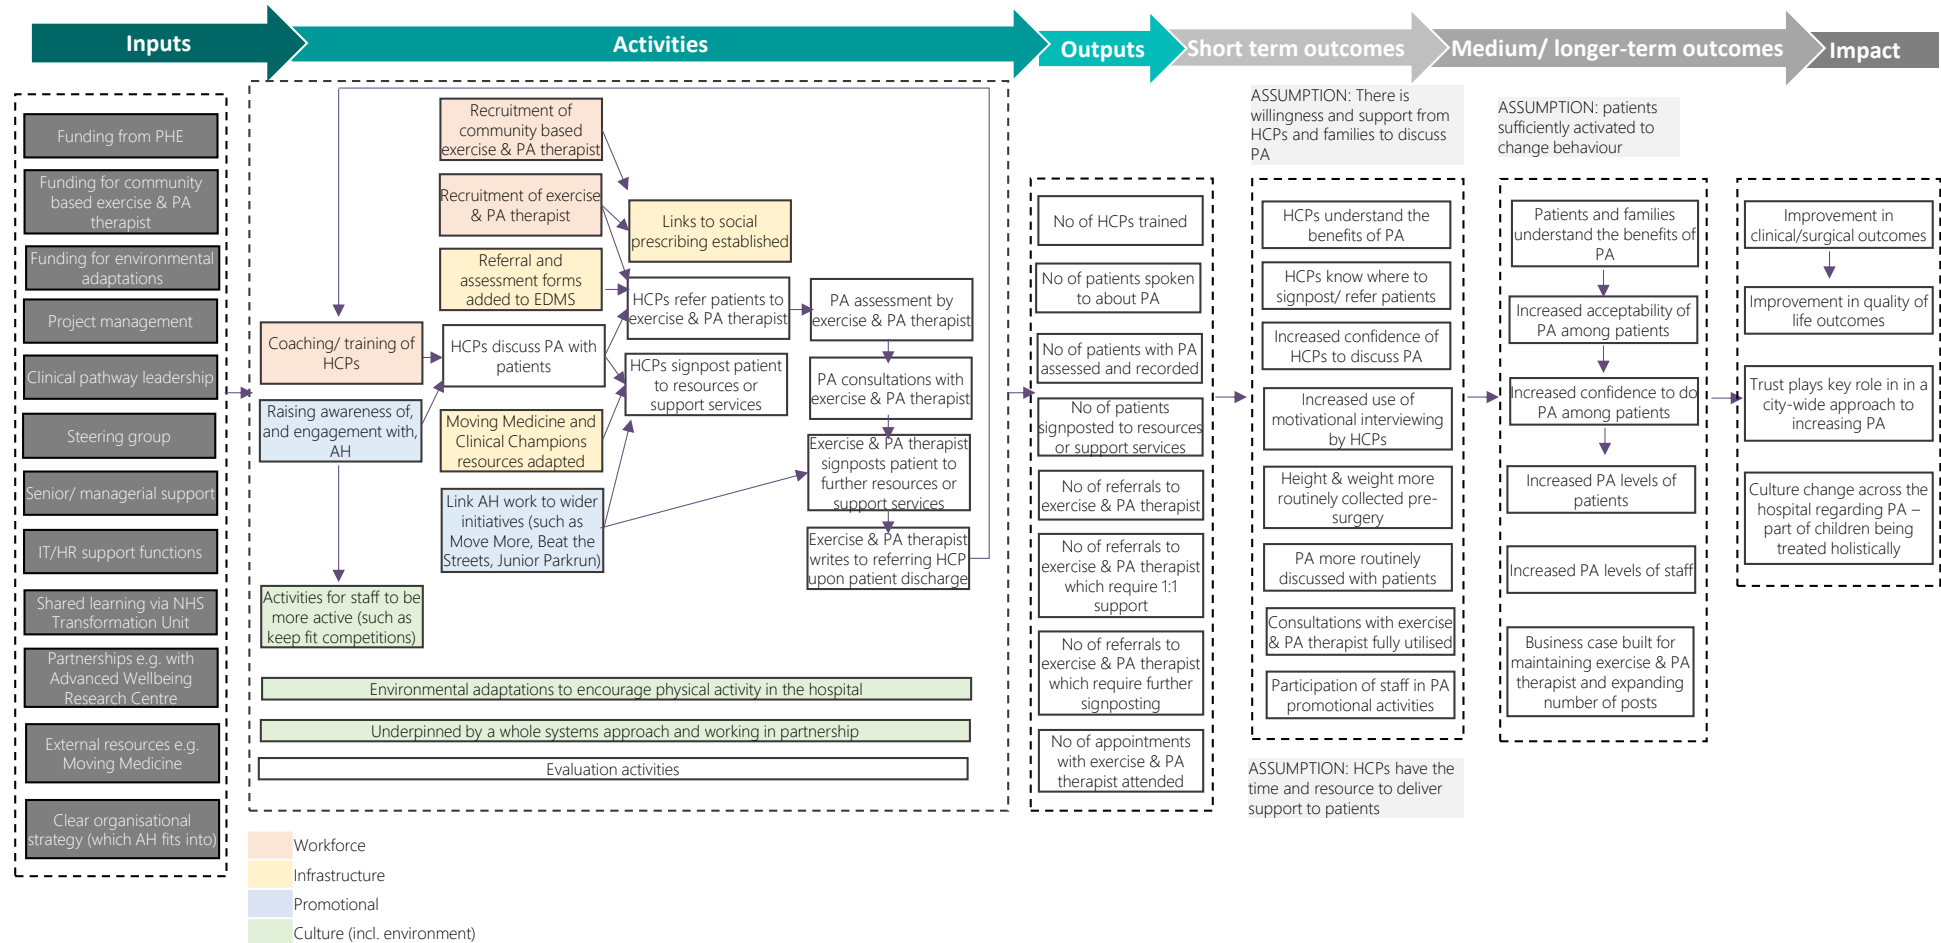 Inputs
Activities
Outputs
Short term outcomes
Medium/ longer-term outcomes
Impact
Funding from PHE
Funding for community
based exercise & PA
therapist
Funding for environmental
adaptations
Project management
Clinical pathway leadership
Steering group
Senior/ managerial support
IT/HR support functions
Shared learning via NHS
Transformation Unit
Partnerships e.g. with
Advanced Wellbeing
Research Centre
External resources e.g.
Moving Medicine
Clear organisational
strategy (which AH fits into)
Coaching/ training of
HCPs
Raising awareness of,
and engagement with,
AH
Activities for staff to be
more active (such as
keep fit competitions)
Recruitment of
community based
exercise & PA therapist
Recruitment of exercise
& PA therapist
Referral and
assessment forms
added to EDMS
HCPs discuss PA with
patients
Moving Medicine and
Clinical Champions
resources adapted
Link AH work to wider
initiatives (such as
Move More, Beat the
Streets, Junior Parkrun)
Links to social
prescribing established
HCPs refer patients to
exercise & PA therapist
HCPs signpost patient
to resources or
support services
PA assessment by
exercise & PA therapist
PA consultations with
exercise & PA therapist
Exercise & PA therapist
signposts patient to
further resources or
support services
Exercise & PA therapist
writes to referring HCP
upon patient discharge
Environmental adaptations to encourage physical activity in the hospital
Underpinned by a whole systems approach and working in partnership
Evaluation activities
Workforce
Infrastructure
Promotional
Culture (incl. environment)
No of HCPs trained
No of patients spoken
to about PA
No of patients with PA
assessed and recorded
No of patients
signposted to resources
or support services
No of referrals to
exercise & PA therapist
No of referrals to
exercise & PA therapist
which require 1:1
support
No of referrals to
exercise & PA therapist
which require further
signposting
No of appointments
with exercise & PA
therapist attended
ASSUMPTION: There is
willingness and support from
HCPs and families to discuss
PA
HCPs understand the
benefits of PA
HCPs know where to
signpost/ refer patients
Increased confidence of
HCPs to discuss PA
Increased use of
motivational interviewing
by HCPs
Height & weight more
routinely collected pre-
surgery
PA more routinely
discussed with patients
Consultations with exercise
& PA therapist fully utilised
Participation of staff in PA
promotional activities
ASSUMPTION: HCPs have the
time and resource to deliver
support to patients
ASSUMPTION: patients
sufficiently activated to
change behaviour
Patients and families
understand the benefits of
PA
Increased acceptability of
PA among patients
Increased confidence to do
PA among patients
Increased PA levels of
patients
Increased PA levels of staff
Business case built for
maintaining exercise & PA
therapist and expanding
number of posts
Improvement in
clinical/surgical outcomes
Improvement in quality of
life outcomes
Trust plays key role in in a
city-wide approach to
increasing PA
Culture change across the
hospital regarding PA –
part of children being
treated holistically